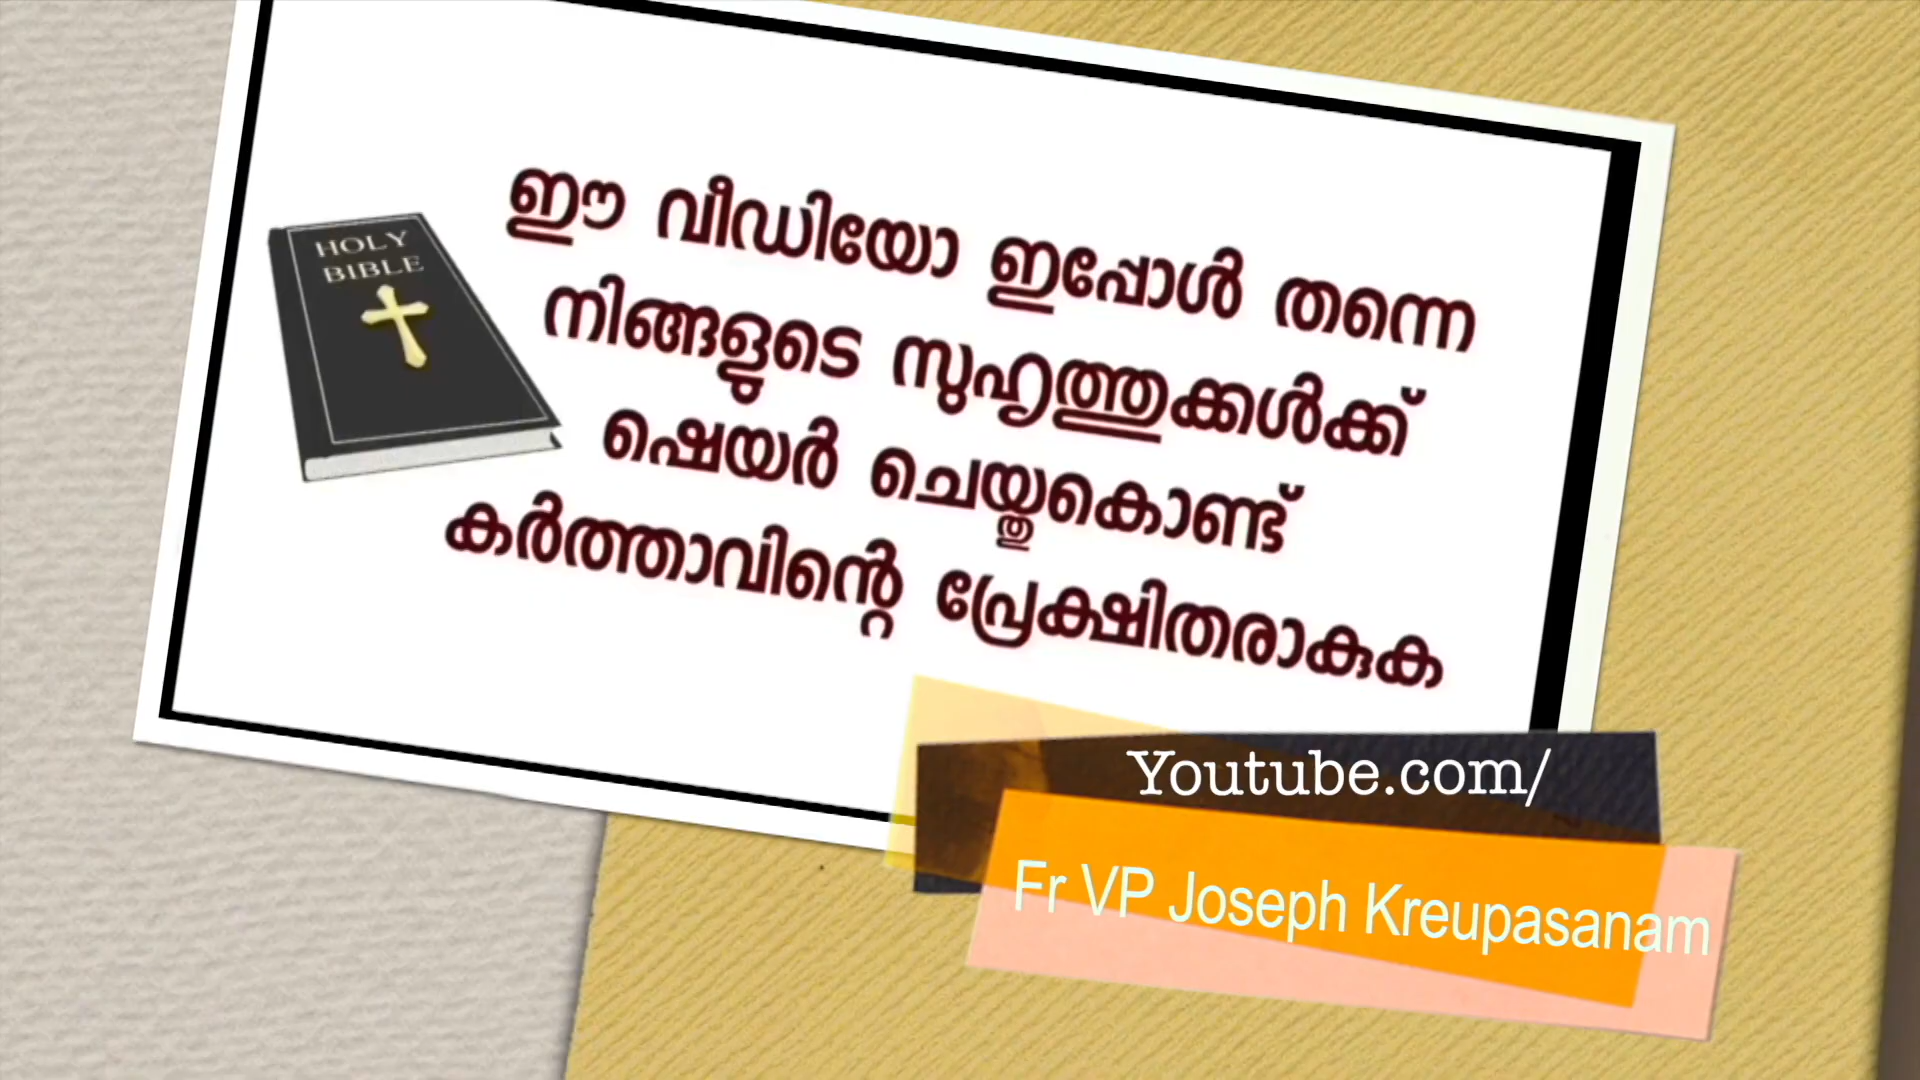 HOLY
BIBLE
ഈ വീഡിയോ ഇപ്പോൾ തന്നെ
നിങ്ങളുടെ സുഹൃത്തുക്കൾക്ക്
ഷെയർ ചെയ്തുകൊണ്ട്
കർത്താവിന്റെ പ്രേക്ഷിതരാകുക
Youtube.com/
Fr VP Joseph Kreupasanam